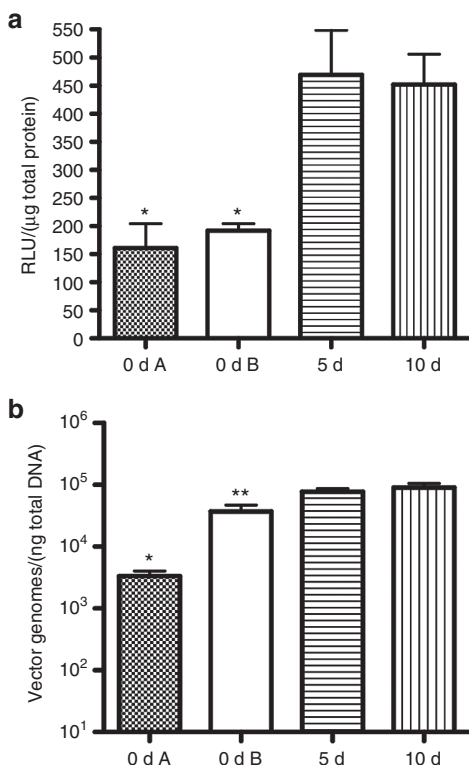 a
RLU/(μg total protein)
550
500
450
400
350
300
250
200
150
100
50
0
*
*
0 d A
0 d B
5 d
10 d
b
Vector genomes/(ng total DNA)
10⁶
10⁵
10⁴
10³
10²
10¹
*
**
0 d A
0 d B
5 d
10 d